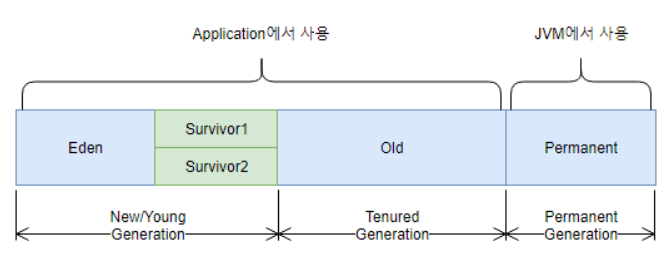 Application에서 사용
JVM에서 사용
Eden
Survivor1
Survivor2
Old
Permanent
New/Young
Generation
Tenured
Generation
Permanent
Generation